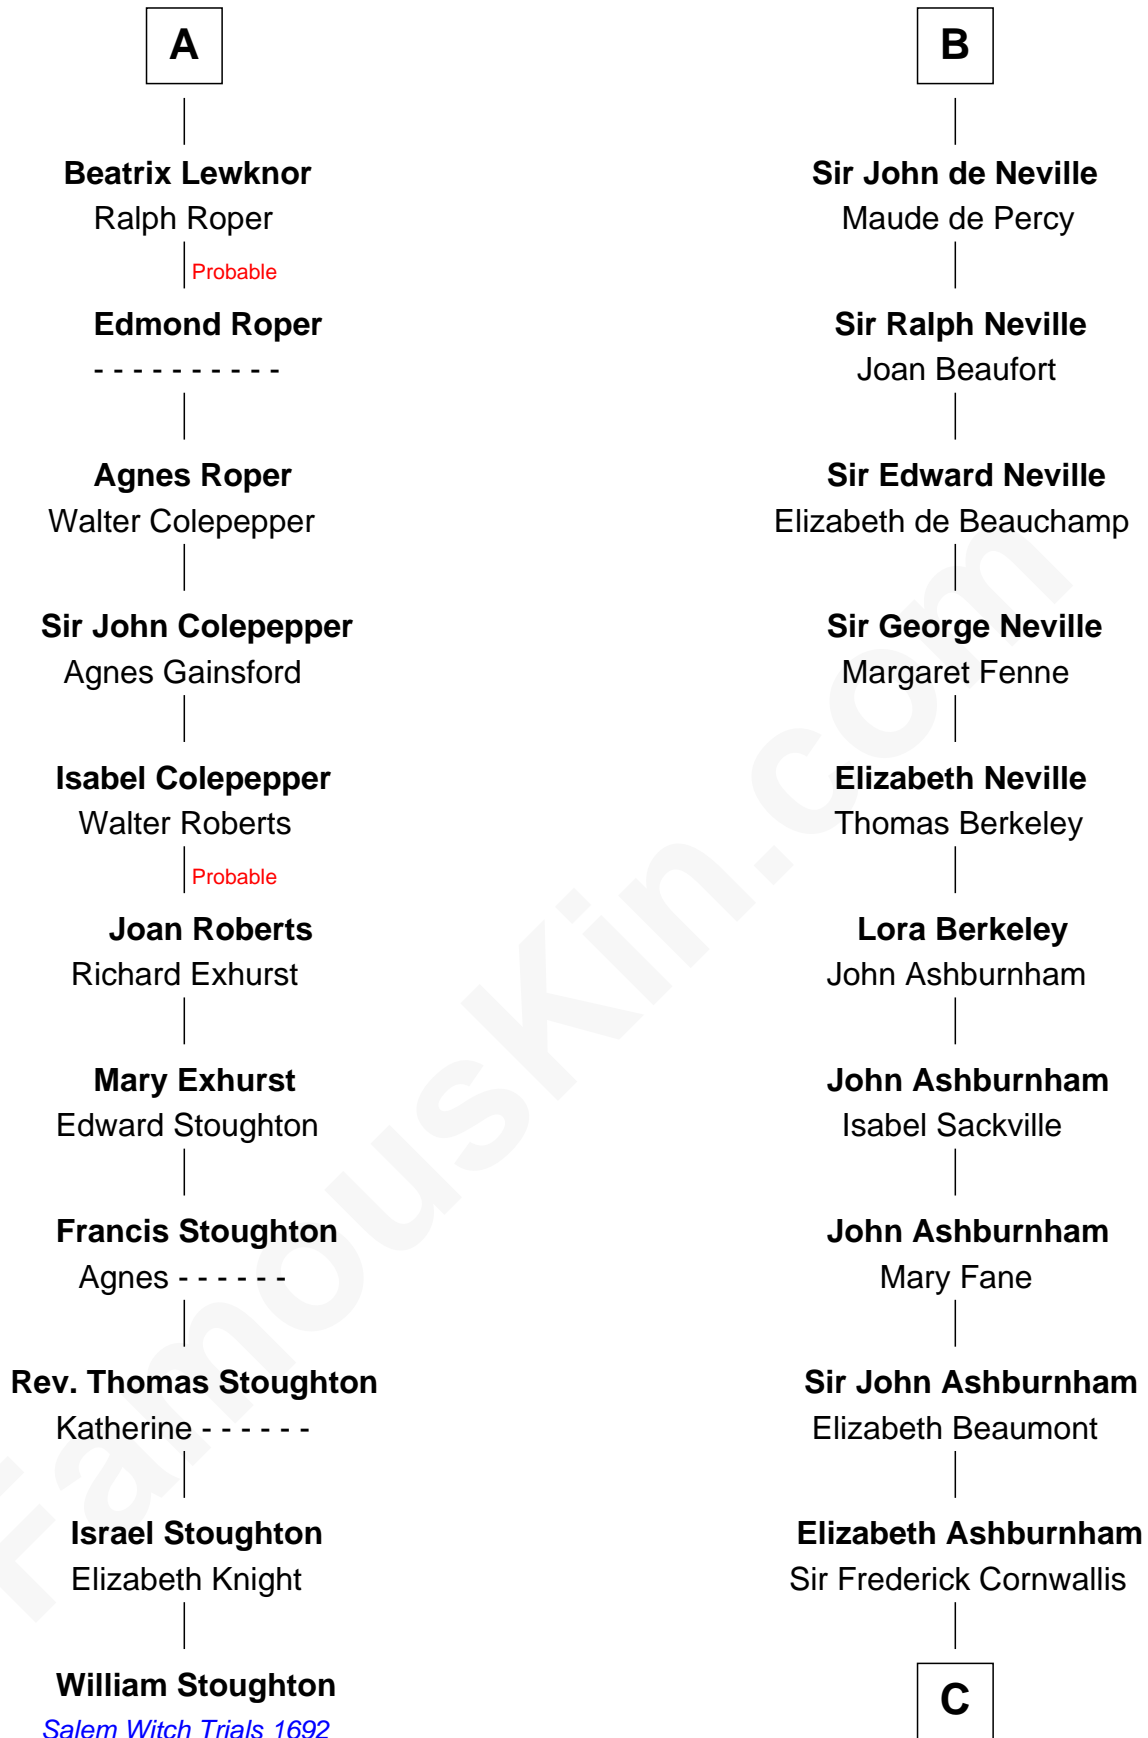 A
Beatrix Lewknor
Ralph Roper
Probable
Edmond Roper
- - - - - - - - - -
Agnes Roper
Walter Colepepper
Sir John Colepepper
Agnes Gainsford
Isabel Colepepper
Walter Roberts
Probable
Joan Roberts
Richard Exhurst
Mary Exhurst
Edward Stoughton
Francis Stoughton
Agnes - - - - - -
Rev. Thomas Stoughton
Katherine - - - - - -
Israel Stoughton
Elizabeth Knight
William Stoughton
Salem Witch Trials 1692
B
Sir John de Neville
Maude de Percy
Sir Ralph Neville
Joan Beaufort
Sir Edward Neville
Elizabeth de Beauchamp
Sir George Neville
Margaret Fenne
Elizabeth Neville
Thomas Berkeley
Lora Berkeley
John Ashburnham
John Ashburnham
Isabel Sackville
John Ashburnham
Mary Fane
Sir John Ashburnham
Elizabeth Beaumont
Elizabeth Ashburnham
Sir Frederick Cornwallis
C
FamousKin.com